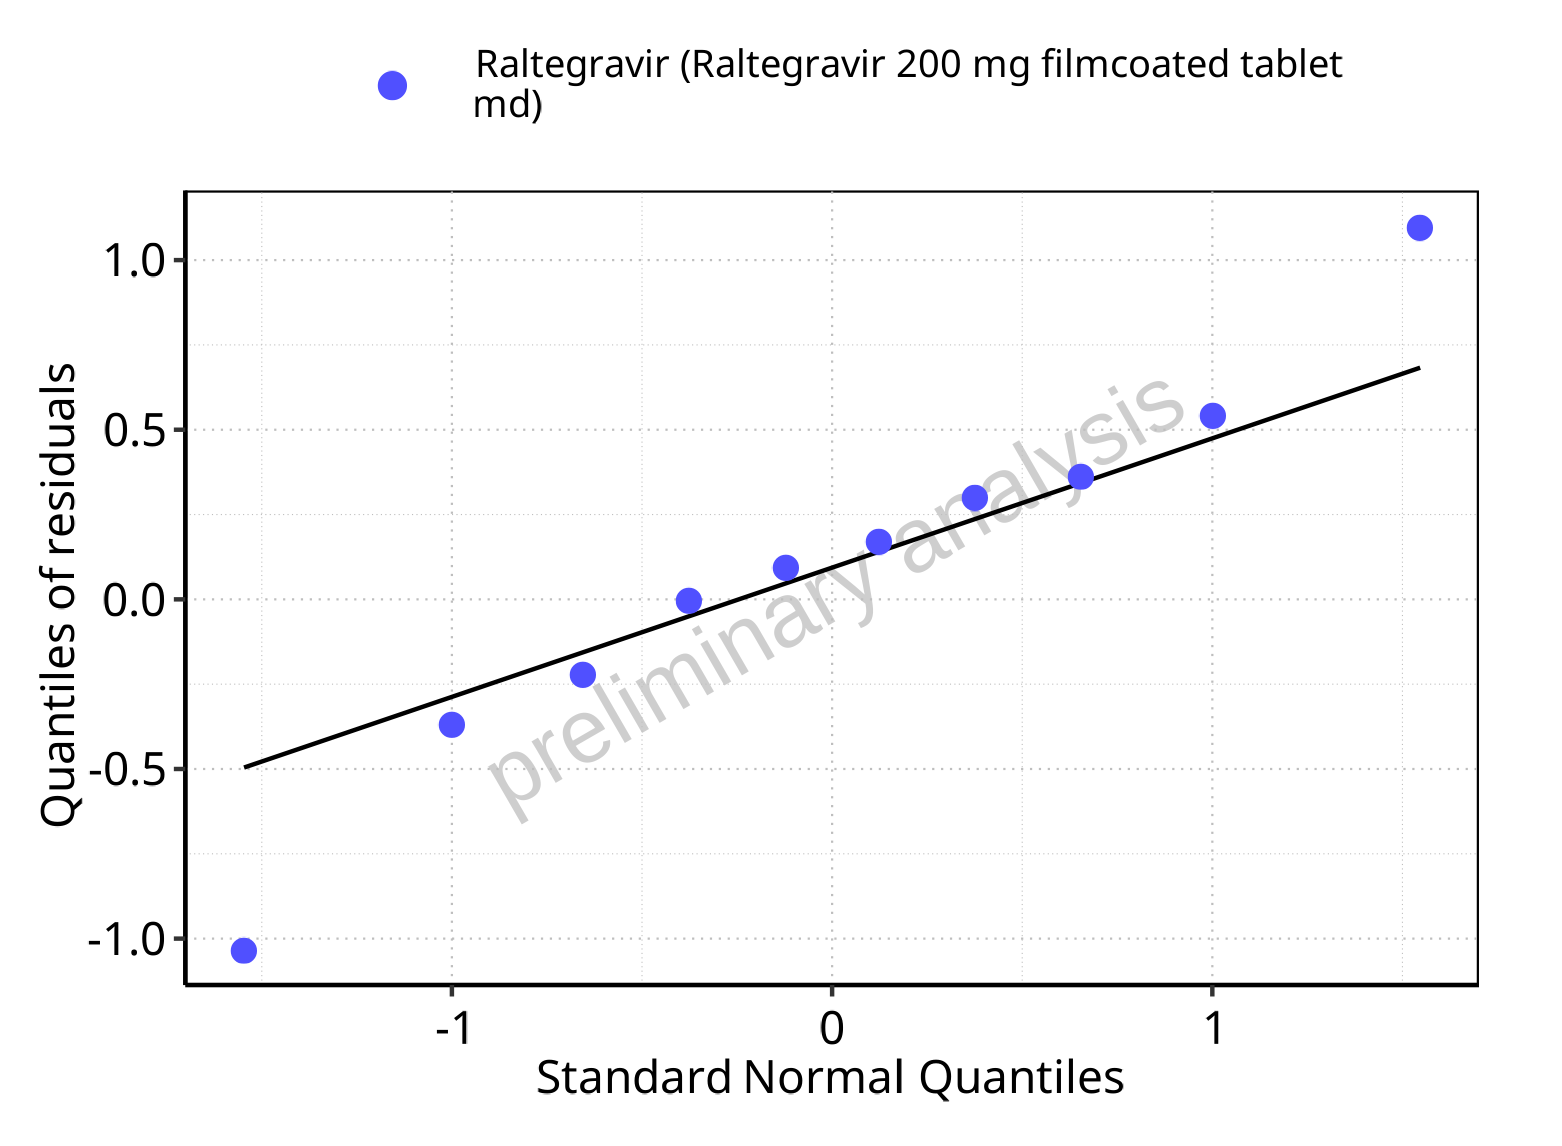 Raltegravir (Raltegravir 200 mg filmcoated tablet
md)
1.0
0.5
0.0
-0.5
-1.0
Quantiles of residuals
preliminary analysis
-1 0 1
Standard Normal Quantiles